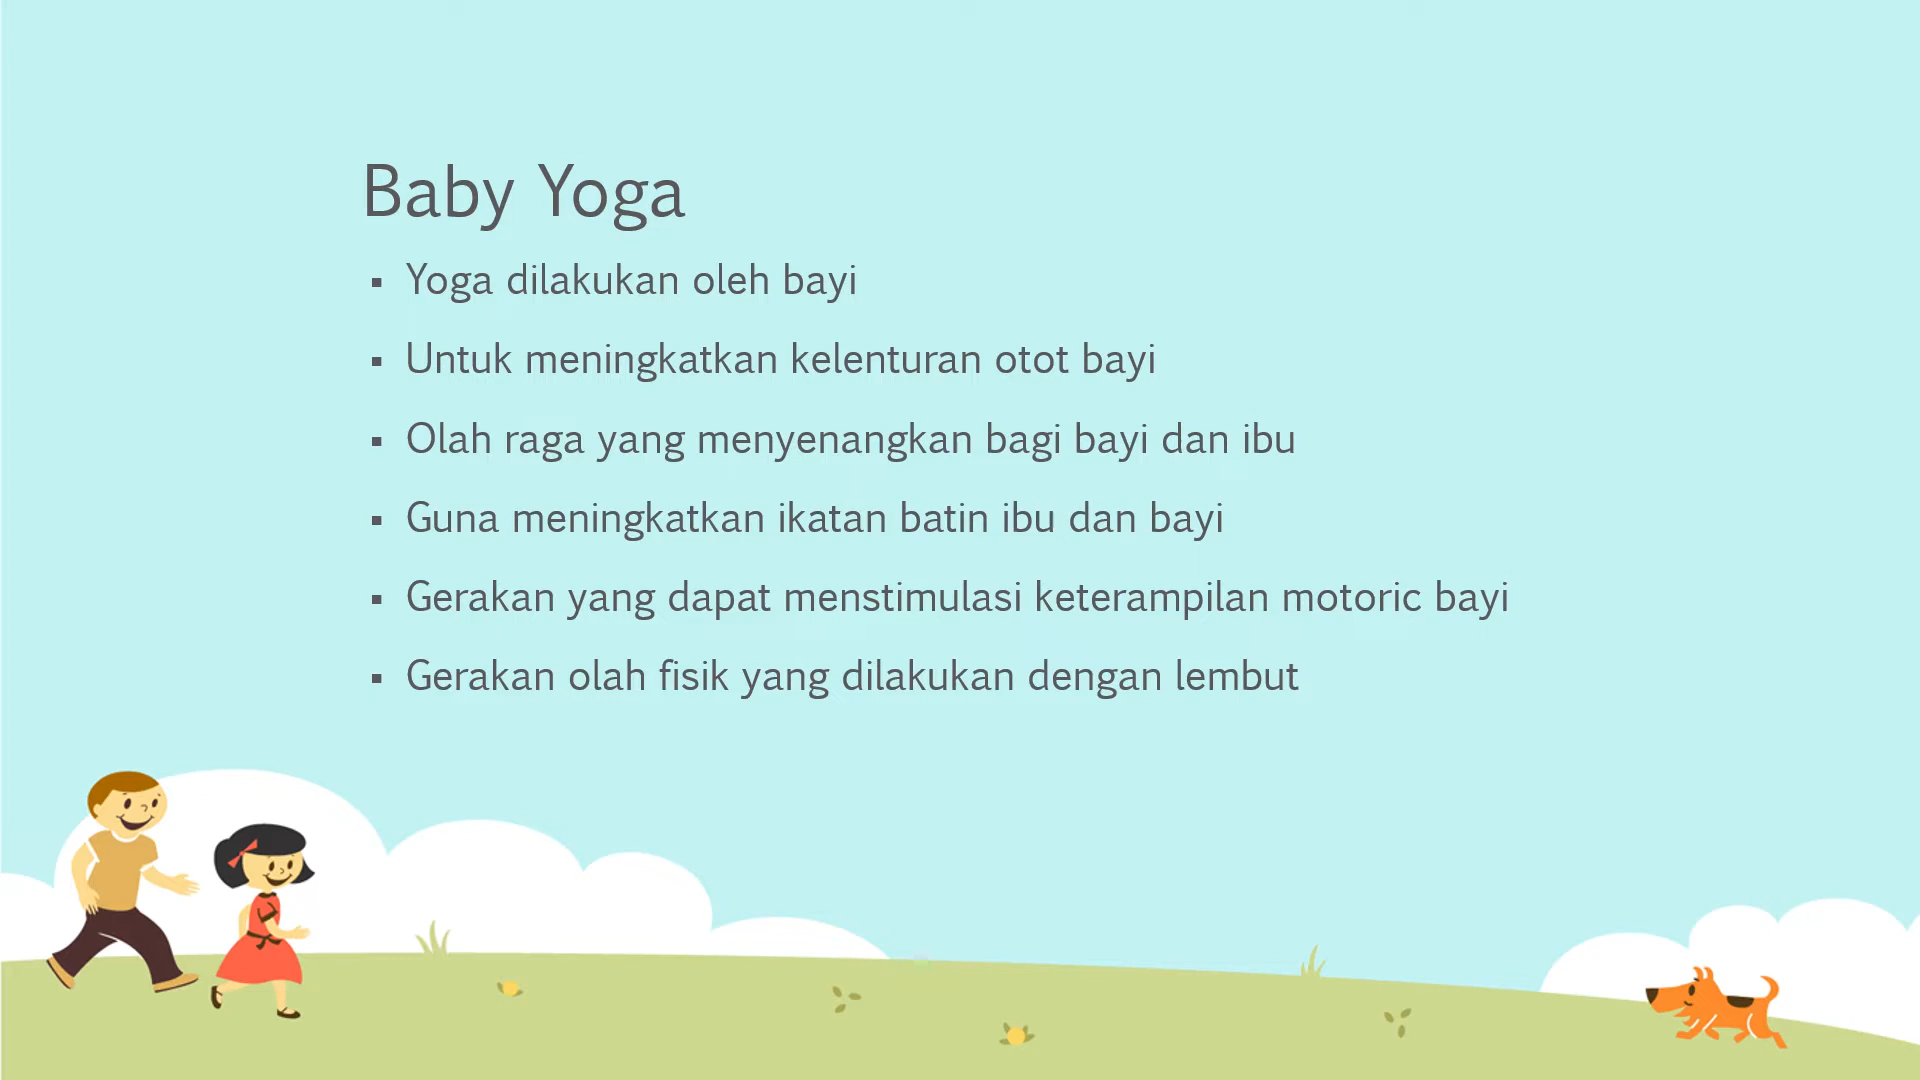 Baby Yoga
▪ Yoga dilakukan oleh bayi
▪ Untuk meningkatkan kelenturan otot bayi
▪ Olah raga yang menyenangkan bagi bayi dan ibu
▪ Guna meningkatkan ikatan batin ibu dan bayi
▪ Gerakan yang dapat menstimulasi keterampilan motoric bayi
▪ Gerakan olah fisik yang dilakukan dengan lembut